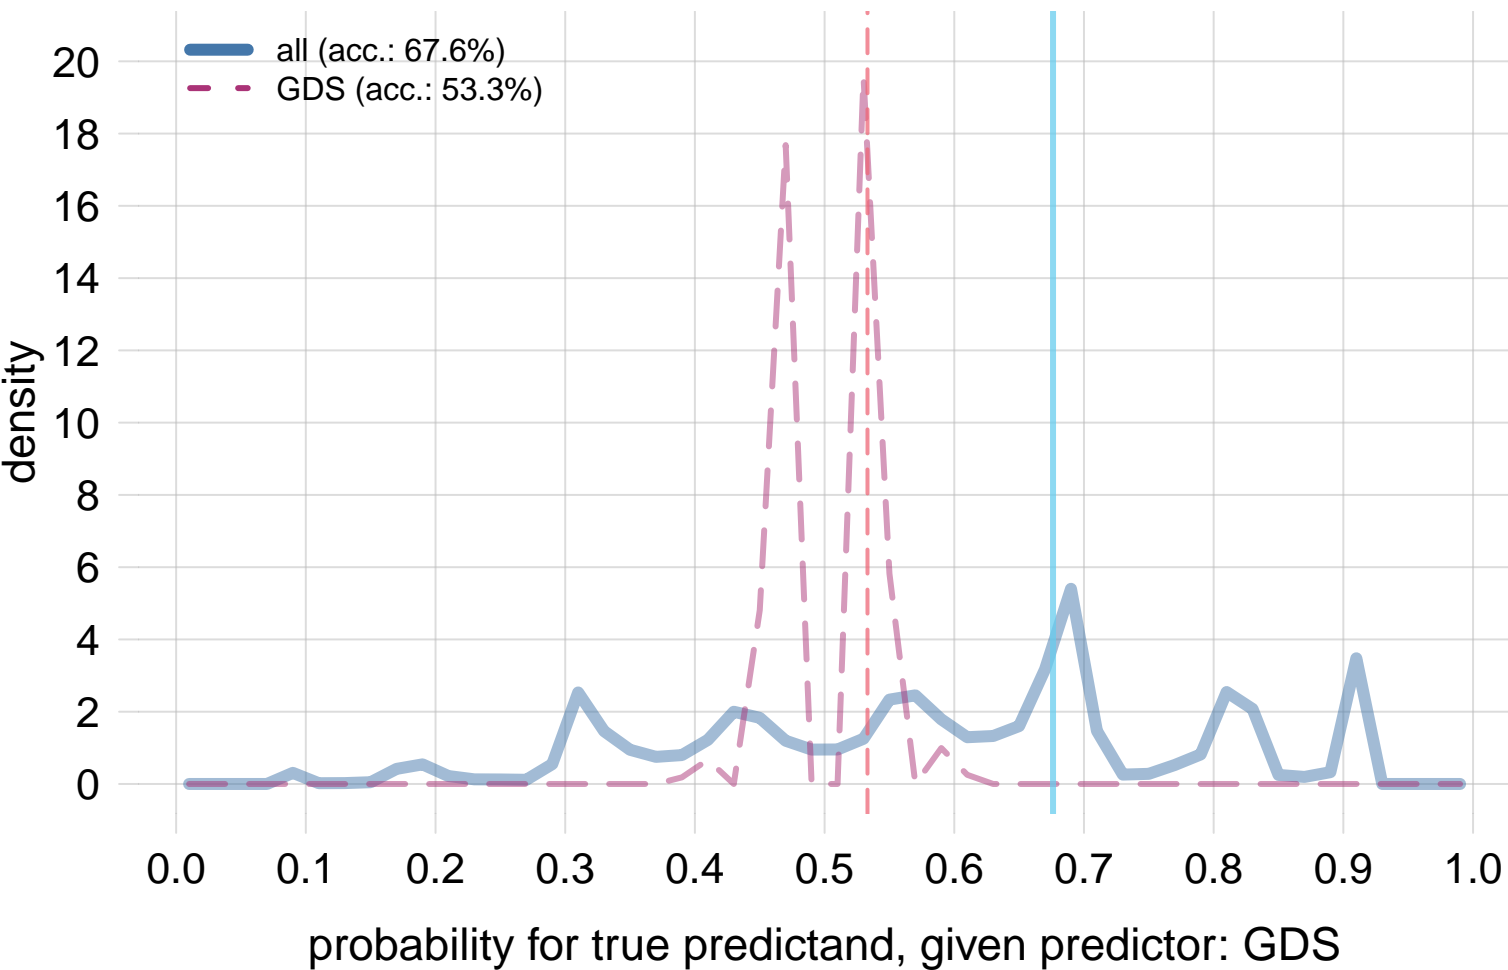 all (acc.: 67.6%)
GDS (acc.: 53.3%)
20
18
16
14
12
10
8
6
4
2
0
density
0.0 0.1 0.2 0.3 0.4 0.5 0.6 0.7 0.8 0.9 1.0
probability for true predictand, given predictor: GDS